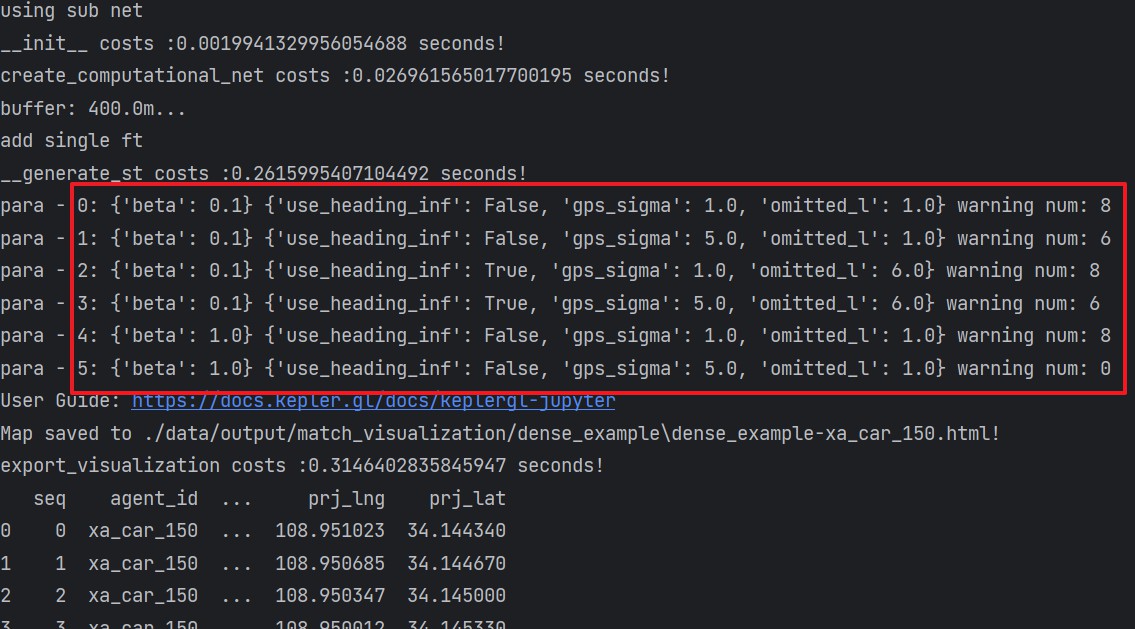 using sub net
__init__ costs :0.0019941329956054688 seconds!
create_computational_net costs :0.026961565017700195 seconds!
buffer: 400.0m...
add single ft
__generate_st costs :0.2615995407104492 seconds!
para - 0: {'beta': 0.1} {'use_heading_inf': False, 'gps_sigma': 1.0, 'omitted_l': 1.0} warning num: 8
para - 1: {'beta': 0.1} {'use_heading_inf': False, 'gps_sigma': 5.0, 'omitted_l': 1.0} warning num: 6
para - 2: {'beta': 0.1} {'use_heading_inf': True, 'gps_sigma': 1.0, 'omitted_l': 6.0} warning num: 8
para - 3: {'beta': 0.1} {'use_heading_inf': True, 'gps_sigma': 5.0, 'omitted_l': 6.0} warning num: 6
para - 4: {'beta': 1.0} {'use_heading_inf': False, 'gps_sigma': 1.0, 'omitted_l': 1.0} warning num: 8
para - 5: {'beta': 1.0} {'use_heading_inf': False, 'gps_sigma': 5.0, 'omitted_l': 1.0} warning num: 0
User Guide: https://docs.kepler.gl/docs/keplergl-jupyter
Map saved to ./data/output/match_visualization/dense_example\dense_example-xa_car_150.html!
export_visualization costs :0.3146402835845947 seconds!
seq agent_id ... prj_lng prj_lat
0 0 xa_car_150 ... 108.951023 34.144340
1 1 xa_car_150 ... 108.950685 34.144670
2 2 xa_car_150 ... 108.950347 34.145000
3 3 xa_car_150 ... 108.950012 34.145330